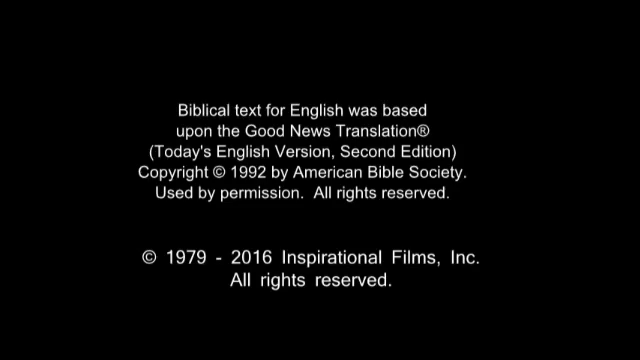 Biblical text for English was based
upon the Good News Translation®
(Today's English Version, Second Edition)
Copyright © 1992 by American Bible Society.
Used by permission.  All rights reserved.
© 1979 - 2016 Inspirational Films, Inc.
All rights reserved.